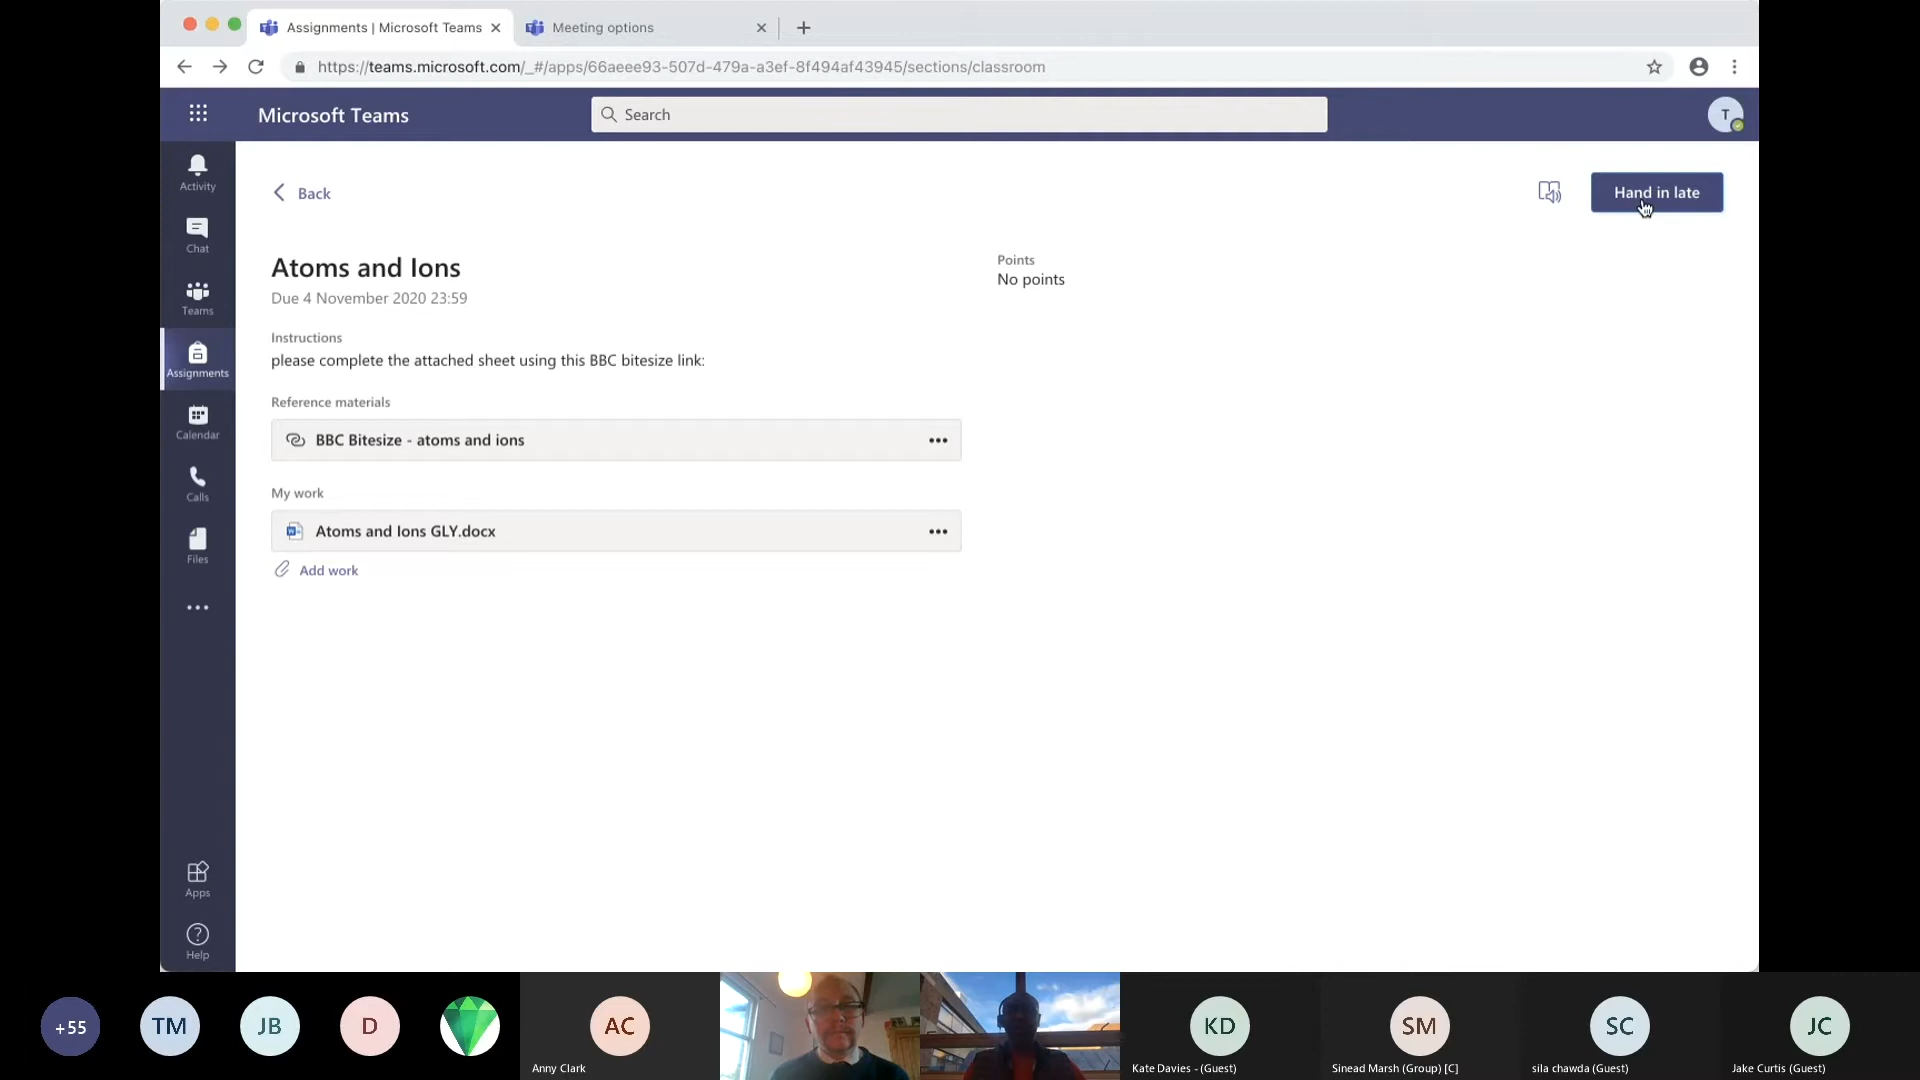 Assignments | Microsoft Teams
Meeting options
https://teams.microsoft.com/_#/apps/66aeee93-507d-479a-a3ef-8f494af43945/sections/classroom
Microsoft Teams
Search
T
Activity
Chat
Teams
Assignments
Calendar
Calls
Files
Apps
Help
Back
Hand in late
Atoms and Ions
Due 4 November 2020 23:59
Points
No points
Instructions
please complete the attached sheet using this BBC bitesize link:
Reference materials
BBC Bitesize - atoms and ions
My work
Atoms and Ions GLY.docx
Add work
+55
TM
JB
D
AC
Anny Clark
KD
Kate Davies - (Guest)
SM
Sinead Marsh (Group) [C]
SC
sila chawda (Guest)
JC
Jake Curtis (Guest)